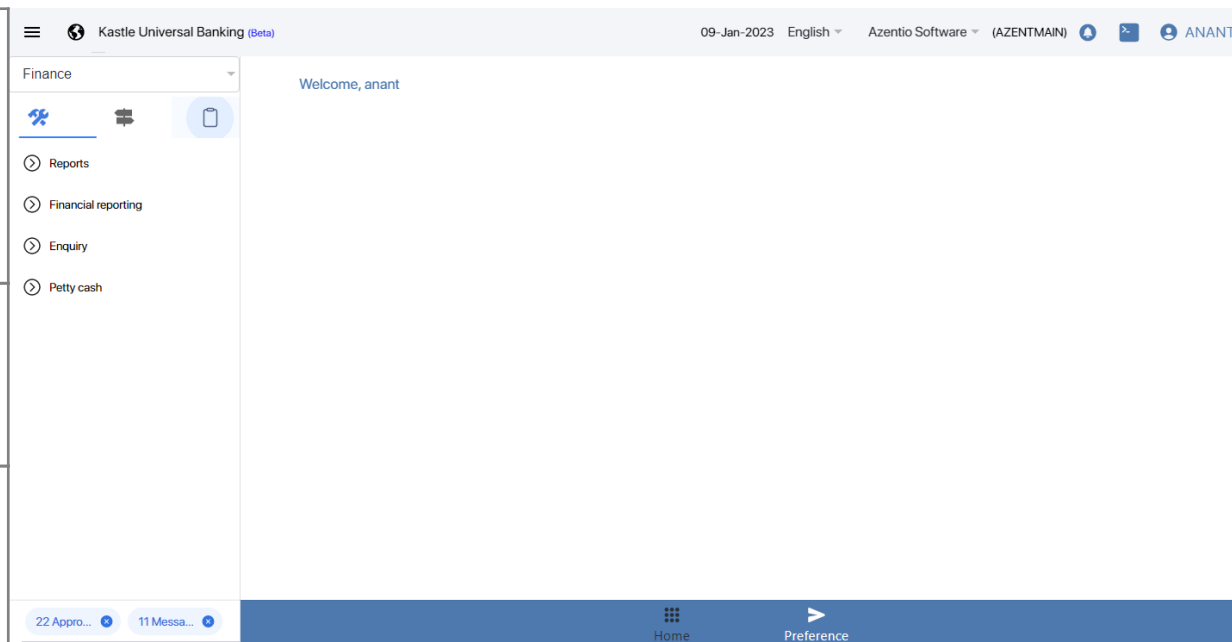 Kastle Universal Banking (Beta) 09-Jan-2023 English Azentio Software (AZENTMAIN) ANANT
Finance
Welcome, anant
Reports
Financial reporting
Enquiry
Petty cash
22 Appro... 11 Messa...
Home Preference